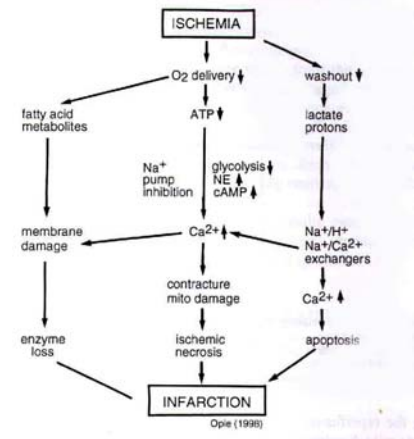 ISCHEMIA
O2 delivery ↓
washout ↓
fatty acid
metabolites
ATP ↓
lactate
protons
Na+
pump
inhibition
glycolysis ↓
NE ↑
cAMP ↑
membrane
damage
Ca2+ ↑
Na+/H+
Na+/Ca2+
exchangers
contracture
mito damage
Ca2+ ↑
enzyme
loss
ischemic
necrosis
apoptosis
INFARCTION
Opie (1998)